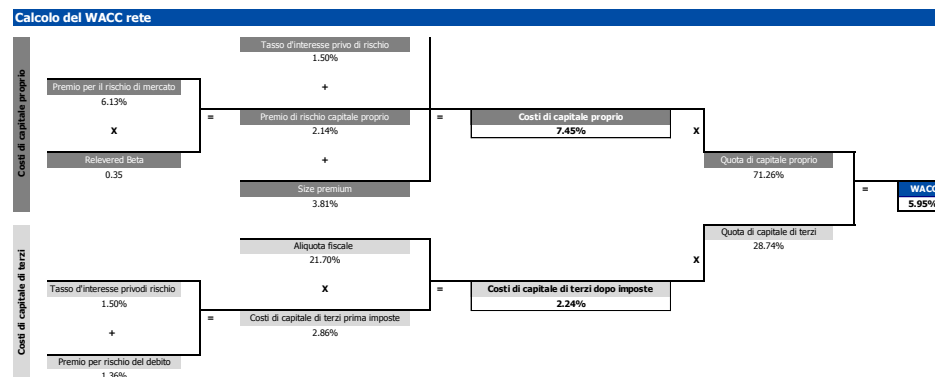 Calcolo del WACC rete
Costi di capitale proprio
Tasso d'interesse privo di rischio
1.50%
+
Premio per il rischio di mercato
6.13%
x
Relevered Beta
0.35
=
Premio di rischio capitale proprio
2.14%
+
Size premium
3.81%
=
Costi di capitale proprio
7.45%
x
Quota di capitale proprio
71.26%
=
WACC
5.95%
Costi di capitale di terzi
Aliquota fiscale
21.70%
x
Tasso d'interesse privodi rischio
1.50%
+
Premio per rischio del debito
1.36%
=
Costi di capitale di terzi prima imposte
2.86%
=
Costi di capitale di terzi dopo imposte
2.24%
x
Quota di capitale di terzi
28.74%